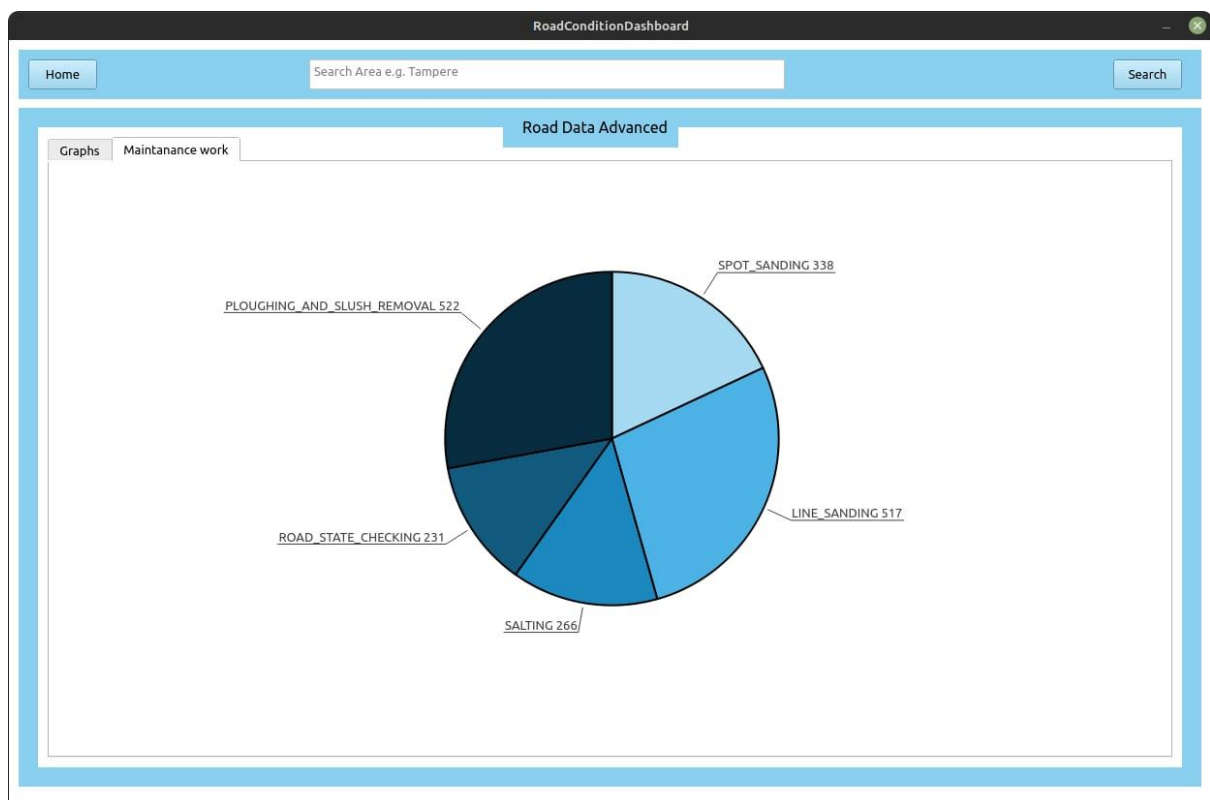 RoadConditionDashboard
Home
Search Area e.g. Tampere
Search
Road Data Advanced
Graphs
Maintanance work
SPOT_SANDING 338
PLOUGHING_AND_SLUSH_REMOVAL 522
LINE_SANDING 517
ROAD_STATE_CHECKING 231
SALTING 266